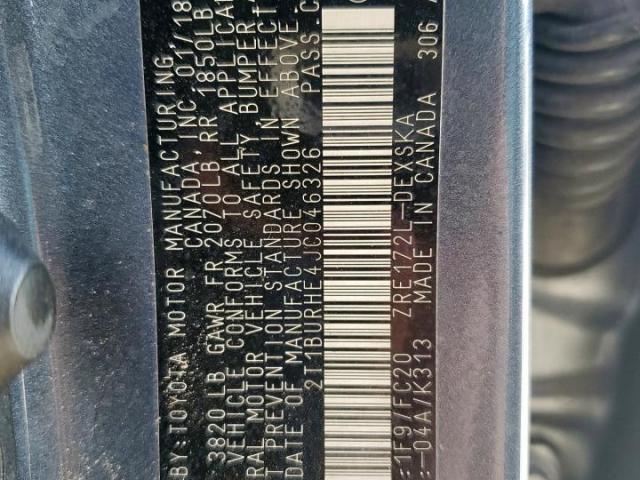 BY: TOYOTA MOTOR MANUFACTURING,
CANADA, INC. 01/18
3820 LB GAWR FR 2070LB, RR 1850LB
VEHICLE CONFORMS TO ALL
MOTOR VEHICLE SAFETY BUMPER
PREVENTION STANDARDS IN EFFECT
DATE OF MANUFACTURE SHOWN ABOVE.
2T1BURHE4JC046326 PASS.
:1F9/FC20 ZRE172L-DEXSKA
:-04A/K313 MADE IN CANADA 306